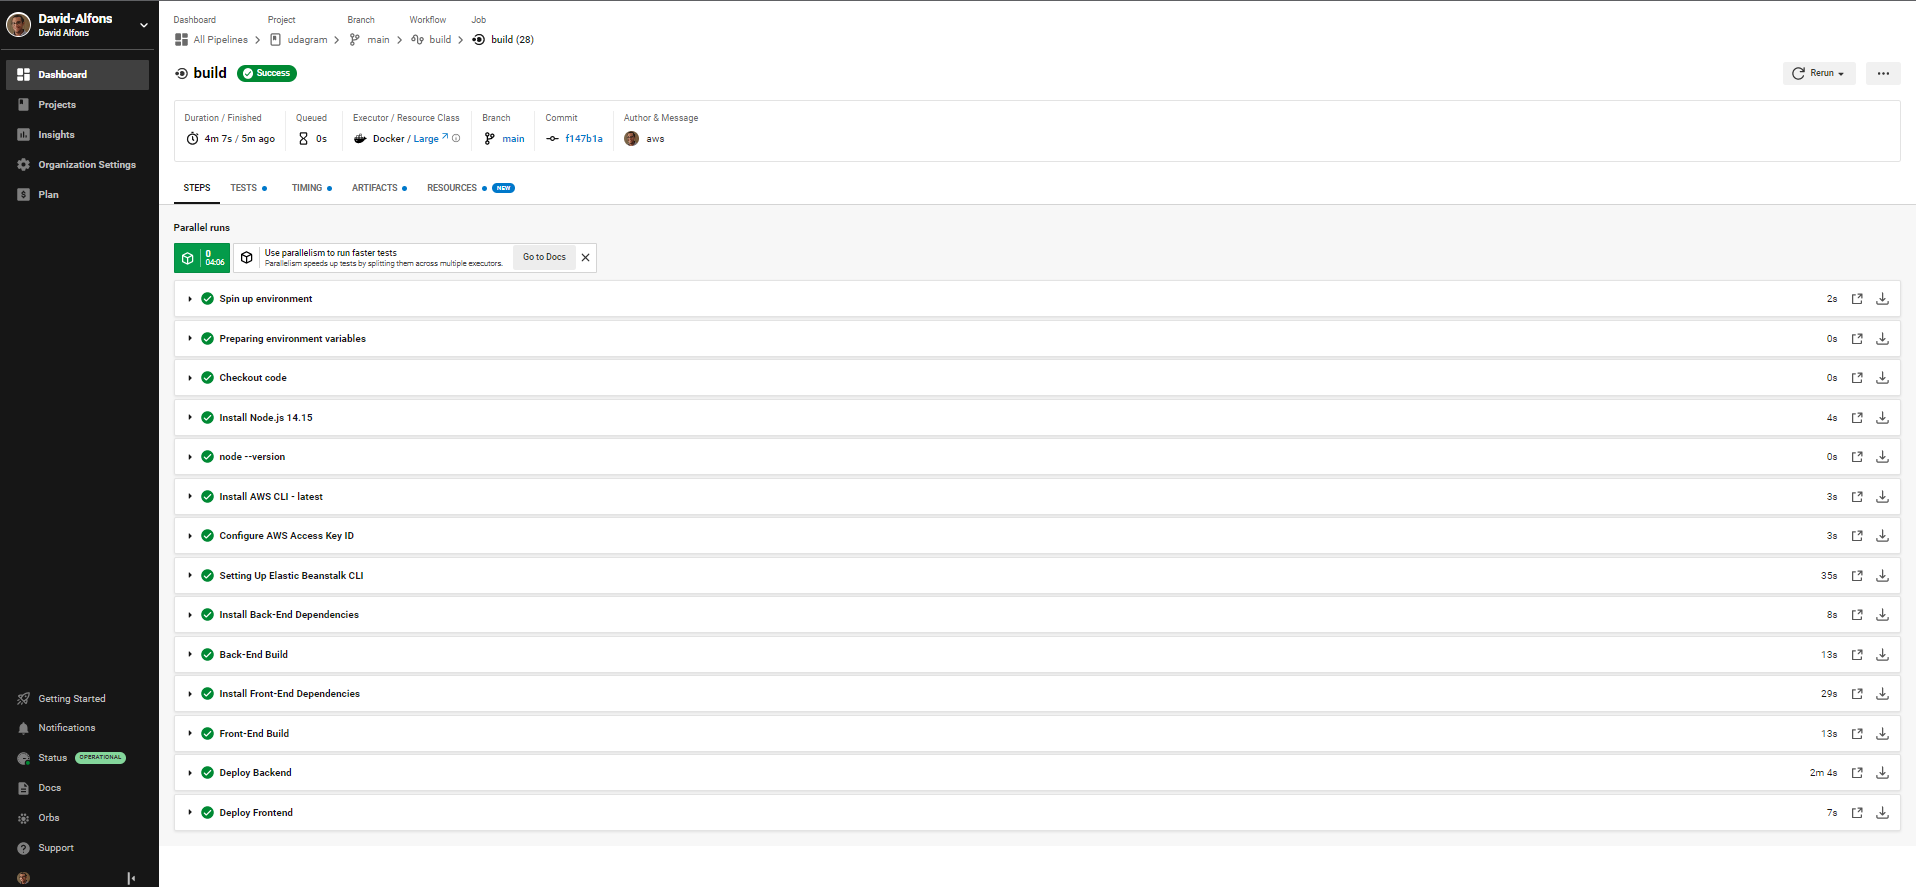 David-Alfons
David Alfons
Dashboard
Projects
Insights
Organization Settings
Plan
Getting Started
Notifications
Status OPERATIONAL
Docs
Orbs
Support
Dashboard Project Branch Workflow Job
All Pipelines udagram main build build (28)
build Success
Rerun
Duration / Finished Queued Executor / Resource Class Branch Commit Author & Message
4m 7s / 5m ago 0s Docker / Large main f147b1a aws
STEPS TESTS TIMING ARTIFACTS RESOURCES NEW
Parallel runs
0
04:06
Use parallelism to run faster tests
Parallelism speeds up tests by splitting them across multiple executors.
Go to Docs
Spin up environment 2s
Preparing environment variables 0s
Checkout code 0s
Install Node.js 14.15 4s
node --version 0s
Install AWS CLI - latest 3s
Configure AWS Access Key ID 3s
Setting Up Elastic Beanstalk CLI 35s
Install Back-End Dependencies 8s
Back-End Build 13s
Install Front-End Dependencies 29s
Front-End Build 13s
Deploy Backend 2m 4s
Deploy Frontend 7s